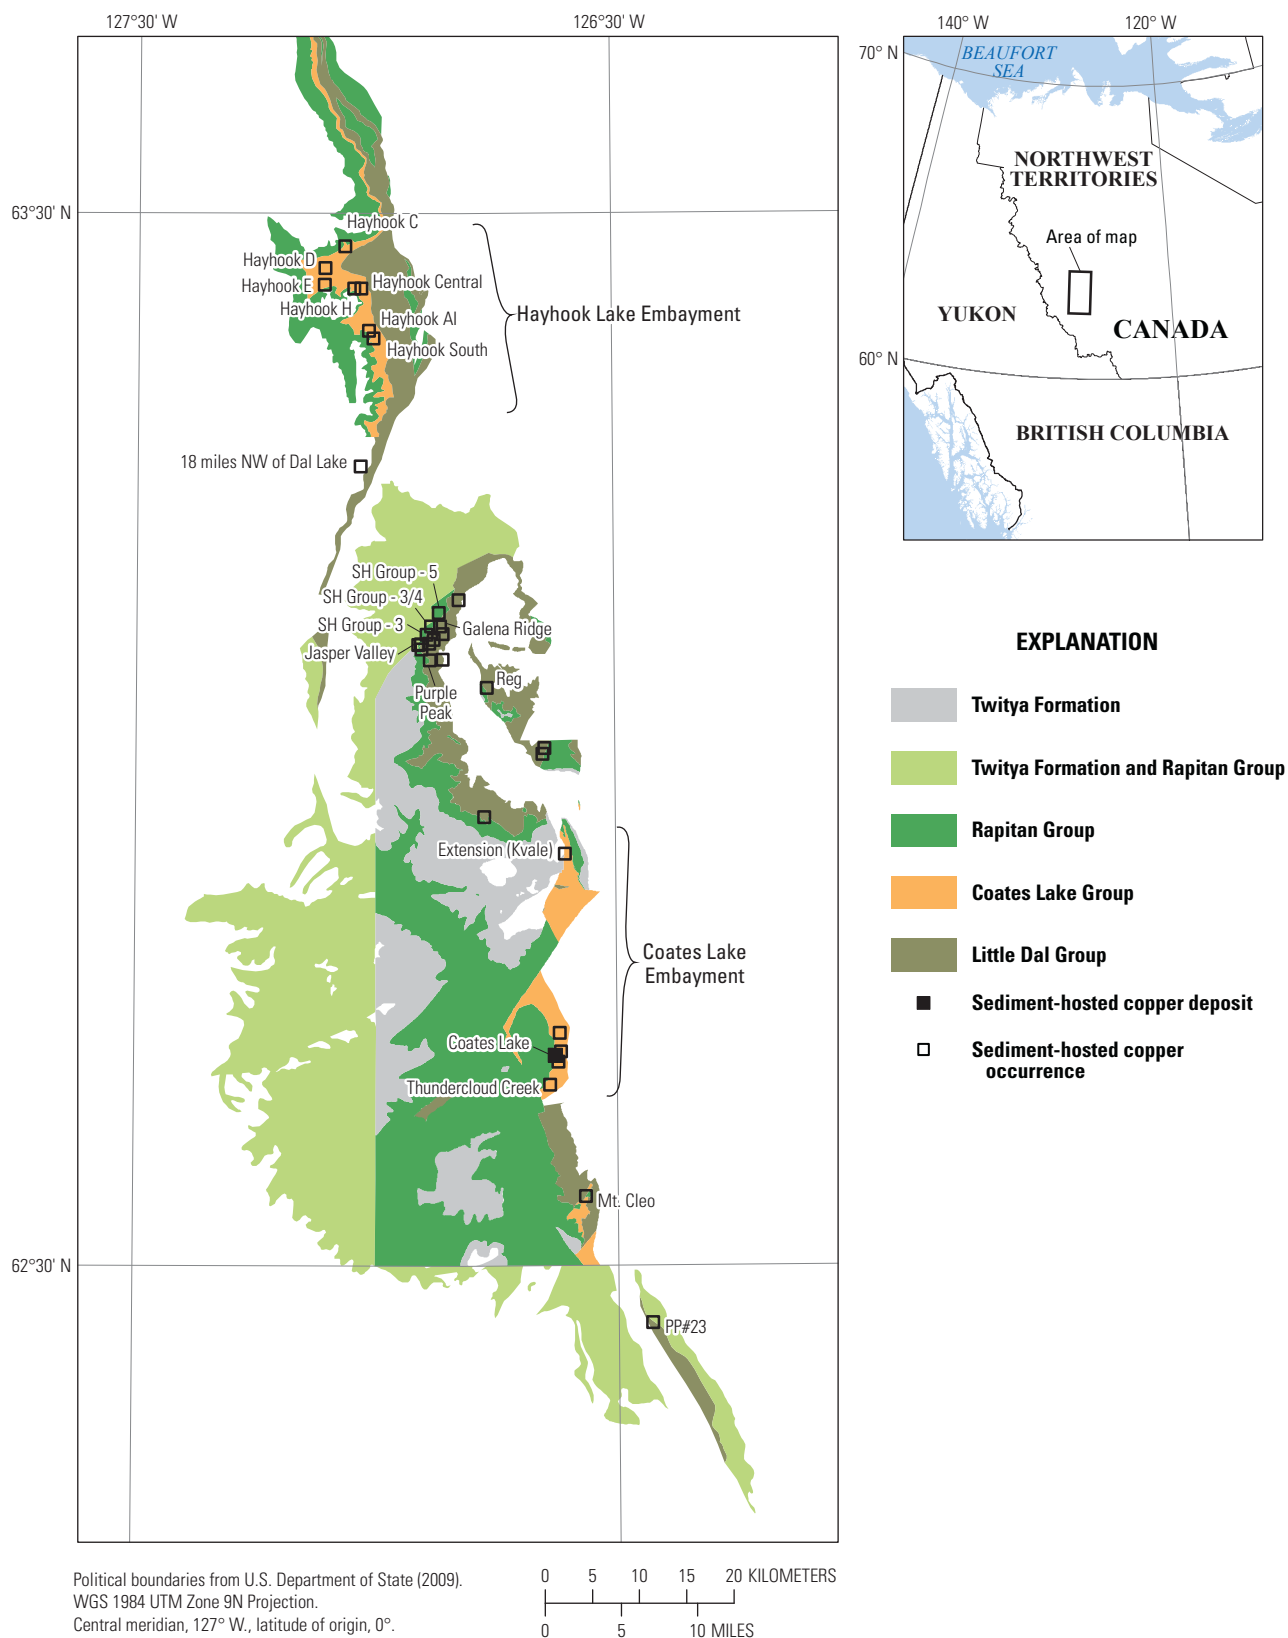 127°30' W
126°30' W
63°30' N
62°30' N
Hayhook C
Hayhook D
Hayhook E
Hayhook Central
Hayhook H
Hayhook Al
Hayhook South
Hayhook Lake Embayment
18 miles NW of Dal Lake
SH Group - 5
SH Group - 3/4
SH Group - 3
Galena Ridge
Jasper Valley
Reg
Purple
Peak
Extension (Kvale)
Coates Lake
Embayment
Coates Lake
Thundercloud Creek
Mt. Cleo
PP#23
140° W
120° W
70° N
60° N
BEAUFORT
SEA
NORTHWEST
TERRITORIES
Area of map
YUKON
CANADA
BRITISH COLUMBIA
EXPLANATION
Twitya Formation
Twitya Formation and Rapitan Group
Rapitan Group
Coates Lake Group
Little Dal Group
Sediment-hosted copper deposit
Sediment-hosted copper
occurrence
Political boundaries from U.S. Department of State (2009).
WGS 1984 UTM Zone 9N Projection.
Central meridian, 127° W., latitude of origin, 0°.
0 5 10 15 20 KILOMETERS
0 5 10 MILES